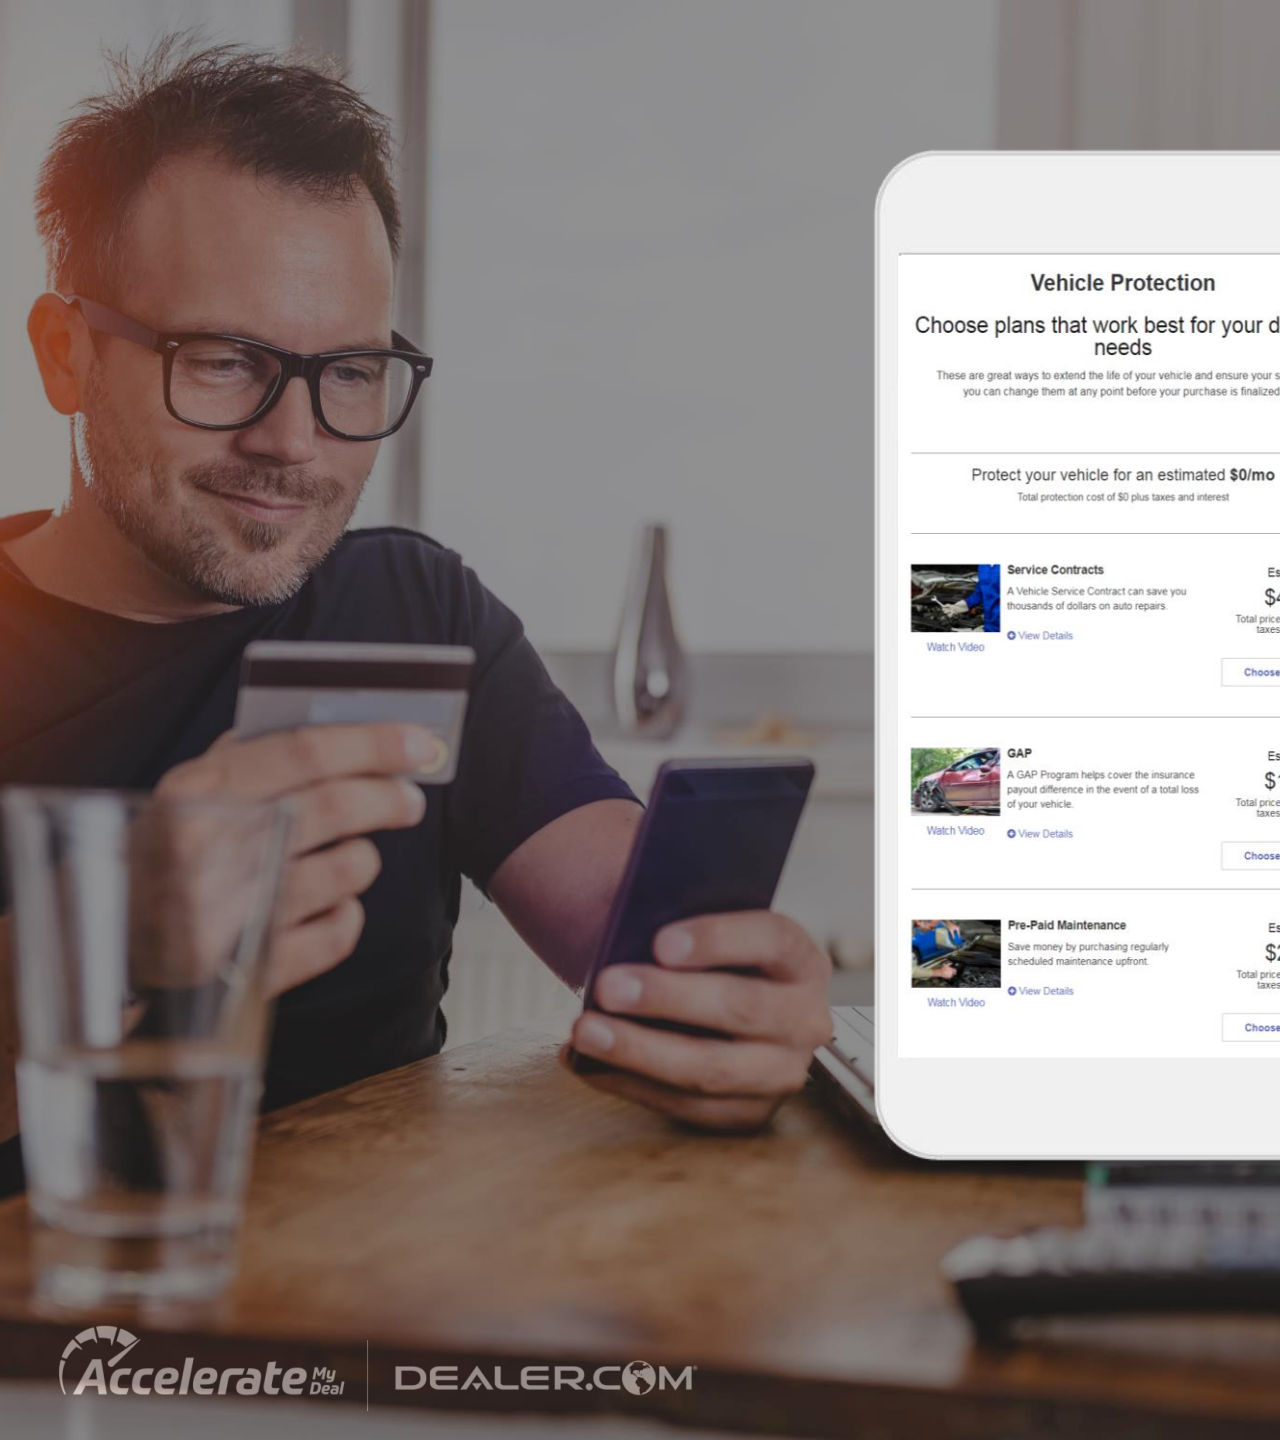 Vehicle Protection
Choose plans that work best for your d
needs
These are great ways to extend the life of your vehicle and ensure your s
you can change them at any point before your purchase is finalized
Protect your vehicle for an estimated $0/mo
Total protection cost of $0 plus taxes and interest
Service Contracts
A Vehicle Service Contract can save you
thousands of dollars on auto repairs.
View Details
Watch Video
Es
$4
Total price
taxes
Choose
GAP
A GAP Program helps cover the insurance
payout difference in the event of a total loss
of your vehicle.
View Details
Watch Video
Es
Total price
taxes
Choose
Pre-Paid Maintenance
Save money by purchasing regularly
scheduled maintenance upfront.
View Details
Watch Video
Es
$2
Total price
taxes
Choose
Accelerate My Deal
DEALER.COM